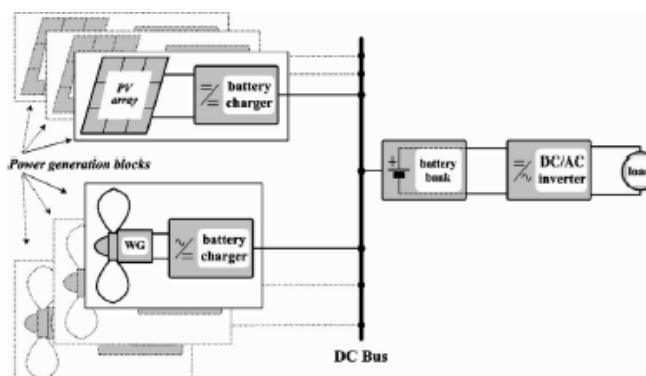 PV
array
battery
charger
Power generation blocks
battery
bank
DC/AC
inverter
load
WG
battery
charger
DC Bus